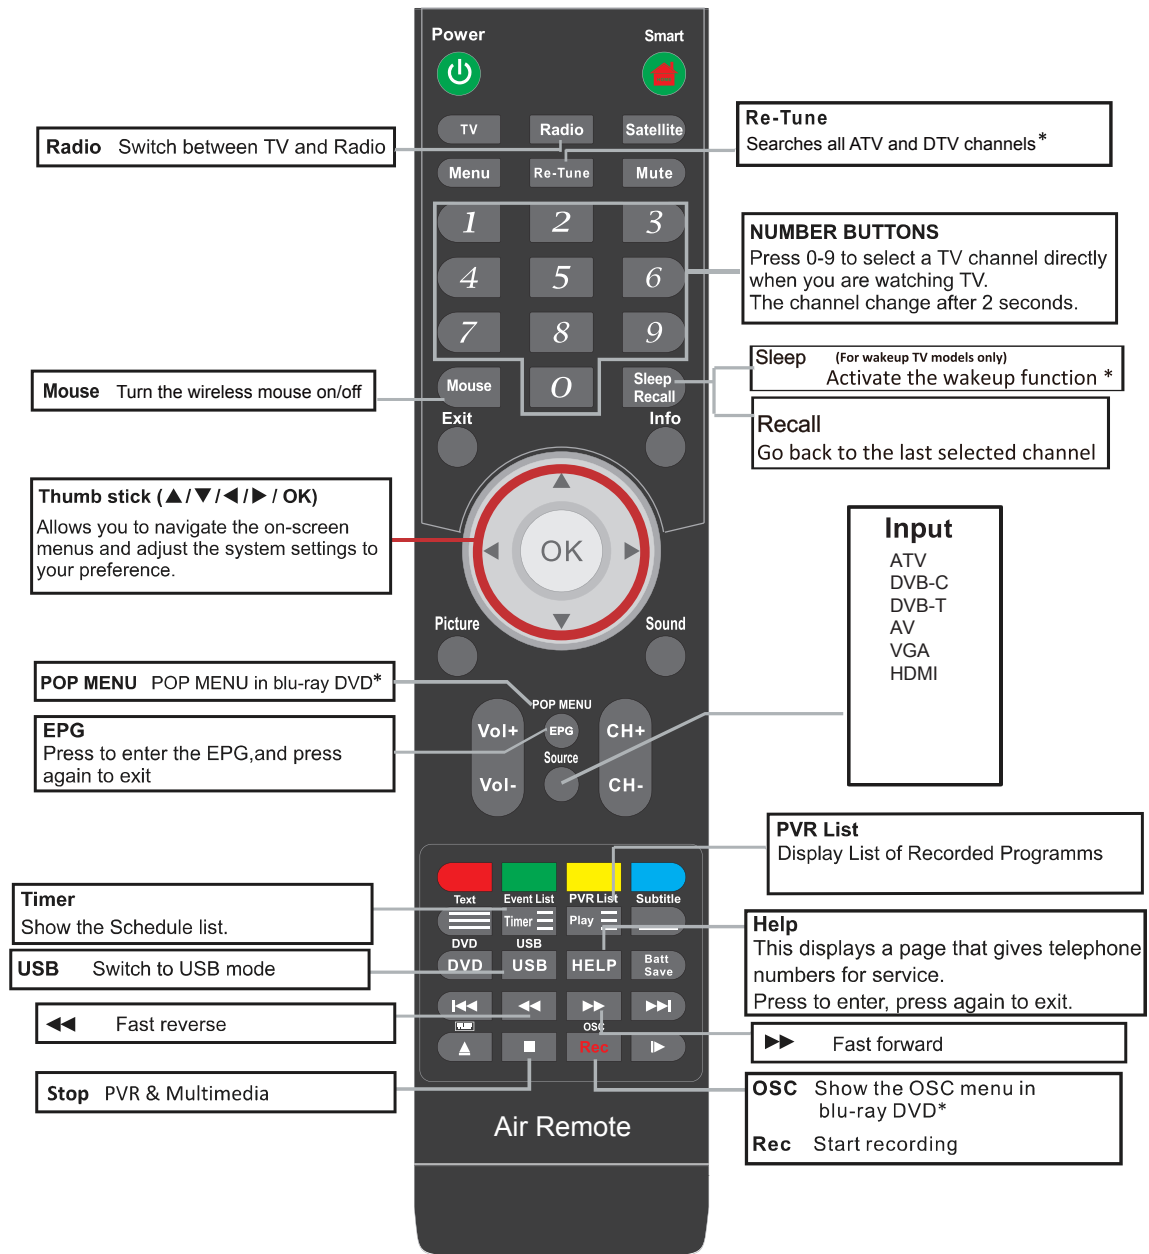 Power
Smart
TV
Radio
Satellite
Menu
Re-Tune
Mute
1
2
3
4
5
6
7
8
9
Mouse
0
Sleep
Recall
Exit
Info
OK
Picture
Sound
POP MENU
Vol+
EPG
CH+
Source
Vol-
CH-
Text
Event List
PVR List
Subtitle
Timer
Play
DVD
USB
DVD
USB
HELP
Batt
Save
OSC
Rec
Air Remote
Radio Switch between TV and Radio
Mouse Turn the wireless mouse on/off
Thumb stick (▲/▼/◀/▶/ OK)
Allows you to navigate the on-screen
menus and adjust the system settings to
your preference.
POP MENU POP MENU in blu-ray DVD*
EPG
Press to enter the EPG,and press
again to exit
Timer
Show the Schedule list.
USB Switch to USB mode
◀◀ Fast reverse
Stop PVR & Multimedia
Re-Tune
Searches all ATV and DTV channels*
NUMBER BUTTONS
Press 0-9 to select a TV channel directly
when you are watching TV.
The channel change after 2 seconds.
Sleep (For wakeup TV models only)
Activate the wakeup function *
Recall
Go back to the last selected channel
Input
ATV
DVB-C
DVB-T
AV
VGA
HDMI
PVR List
Display List of Recorded Programms
Help
This displays a page that gives telephone
numbers for service.
Press to enter, press again to exit.
▶▶ Fast forward
OSC Show the OSC menu in
blu-ray DVD*
Rec Start recording